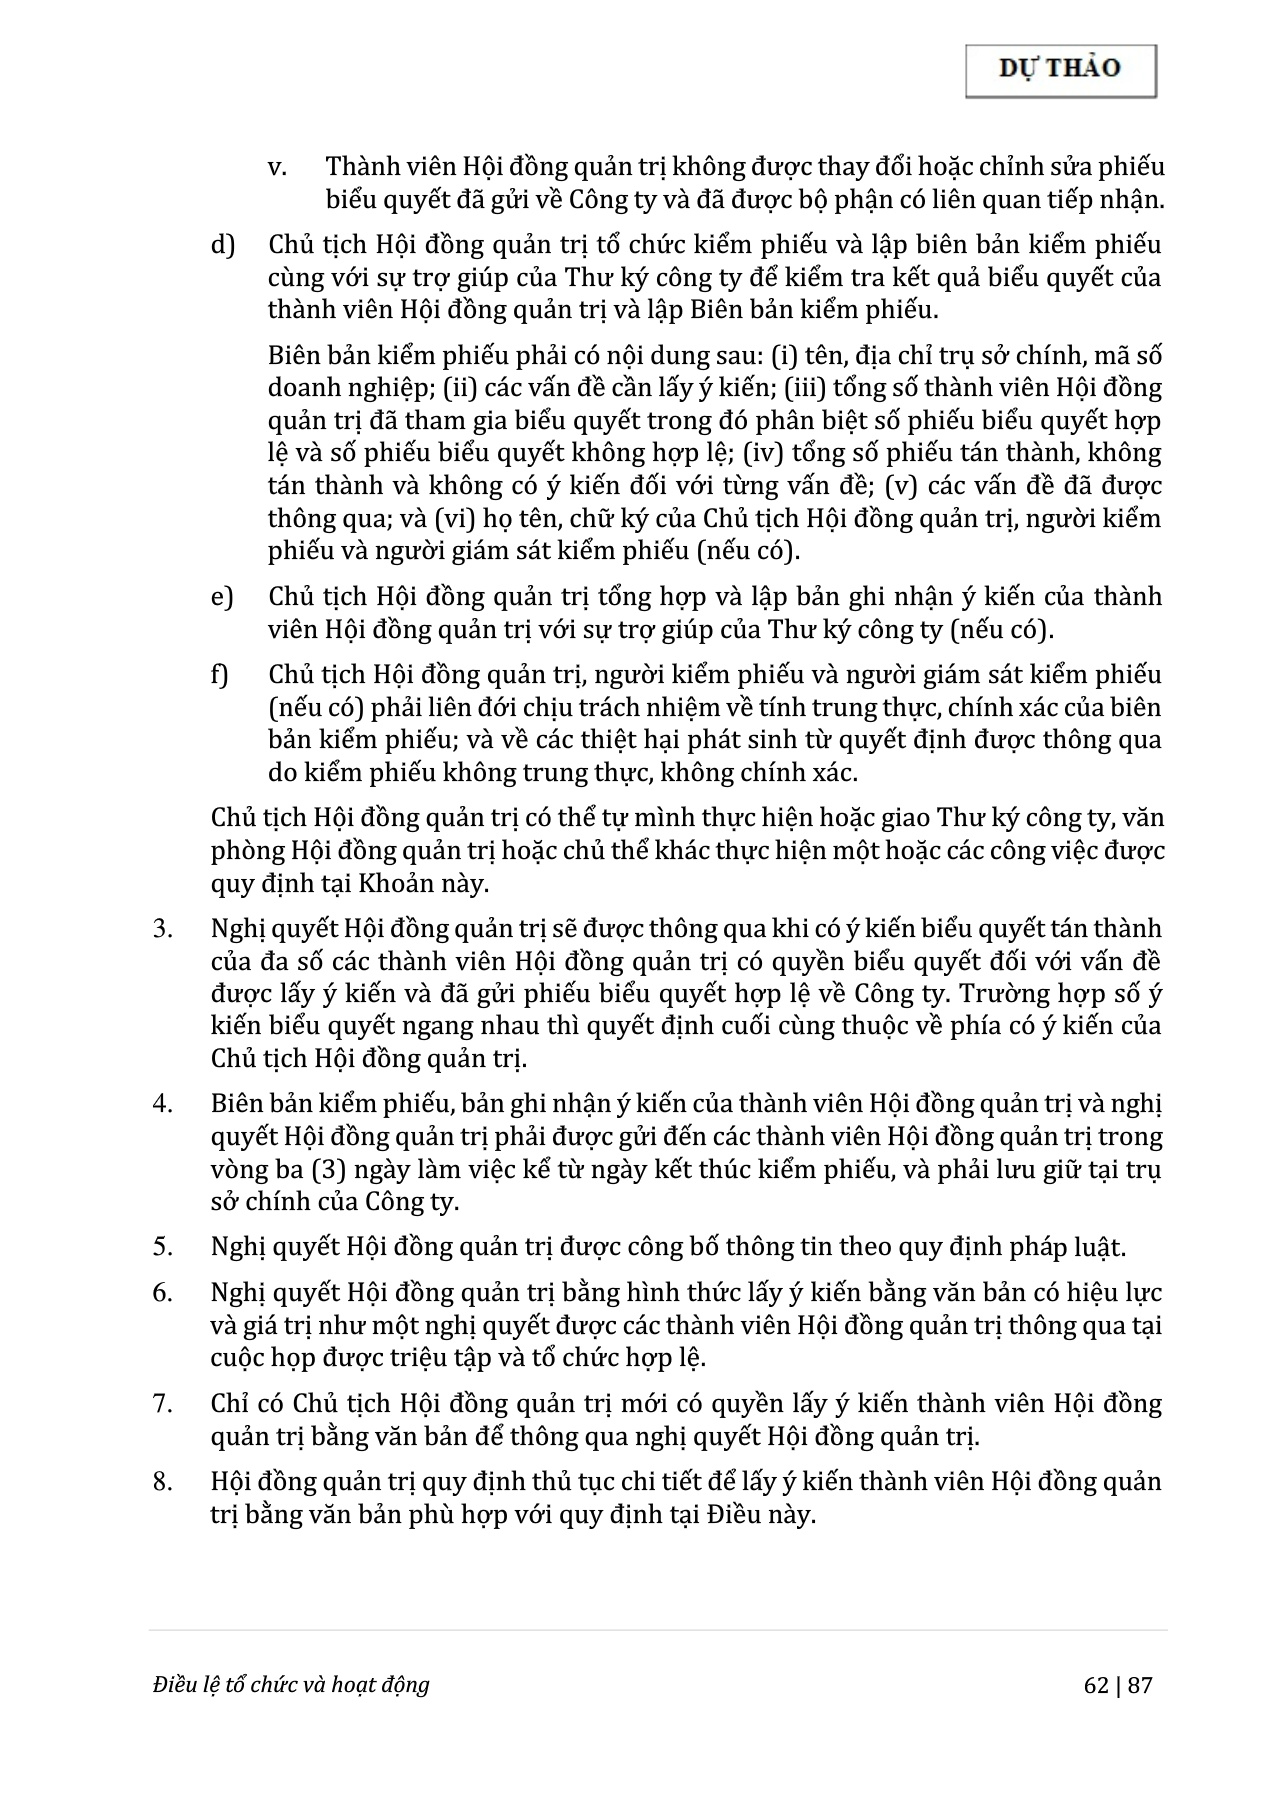 DỰ THẢO
v. Thành viên Hội đồng quản trị không được thay đổi hoặc chỉnh sửa phiếu
biểu quyết đã gửi về Công ty và đã được bộ phận có liên quan tiếp nhận.
d) Chủ tịch Hội đồng quản trị tổ chức kiểm phiếu và lập biên bản kiểm phiếu
cùng với sự trợ giúp của Thư ký công ty để kiểm tra kết quả biểu quyết của
thành viên Hội đồng quản trị và lập Biên bản kiểm phiếu.
Biên bản kiểm phiếu phải có nội dung sau: (i) tên, địa chỉ trụ sở chính, mã số
doanh nghiệp; (ii) các vấn đề cần lấy ý kiến; (iii) tổng số thành viên Hội đồng
quản trị đã tham gia biểu quyết trong đó phân biệt số phiếu biểu quyết hợp
lệ và số phiếu biểu quyết không hợp lệ; (iv) tổng số phiếu tán thành, không
tán thành và không có ý kiến đối với từng vấn đề; (v) các vấn đề đã được
thông qua; và (vi) họ tên, chữ ký của Chủ tịch Hội đồng quản trị, người kiểm
phiếu và người giám sát kiểm phiếu (nếu có).
e) Chủ tịch Hội đồng quản trị tổng hợp và lập bản ghi nhận ý kiến của thành
viên Hội đồng quản trị với sự trợ giúp của Thư ký công ty (nếu có).
f) Chủ tịch Hội đồng quản trị, người kiểm phiếu và người giám sát kiểm phiếu
(nếu có) phải liên đới chịu trách nhiệm về tính trung thực, chính xác của biên
bản kiểm phiếu; và về các thiệt hại phát sinh từ quyết định được thông qua
do kiểm phiếu không trung thực, không chính xác.
Chủ tịch Hội đồng quản trị có thể tự mình thực hiện hoặc giao Thư ký công ty, văn
phòng Hội đồng quản trị hoặc chủ thể khác thực hiện một hoặc các công việc được
quy định tại Khoản này.
3. Nghị quyết Hội đồng quản trị sẽ được thông qua khi có ý kiến biểu quyết tán thành
của đa số các thành viên Hội đồng quản trị có quyền biểu quyết đối với vấn đề
được lấy ý kiến và đã gửi phiếu biểu quyết hợp lệ về Công ty. Trường hợp số ý
kiến biểu quyết ngang nhau thì quyết định cuối cùng thuộc về phía có ý kiến của
Chủ tịch Hội đồng quản trị.
4. Biên bản kiểm phiếu, bản ghi nhận ý kiến của thành viên Hội đồng quản trị và nghị
quyết Hội đồng quản trị phải được gửi đến các thành viên Hội đồng quản trị trong
vòng ba (3) ngày làm việc kể từ ngày kết thúc kiểm phiếu, và phải lưu giữ tại trụ
sở chính của Công ty.
5. Nghị quyết Hội đồng quản trị được công bố thông tin theo quy định pháp luật.
6. Nghị quyết Hội đồng quản trị bằng hình thức lấy ý kiến bằng văn bản có hiệu lực
và giá trị như một nghị quyết được các thành viên Hội đồng quản trị thông qua tại
cuộc họp được triệu tập và tổ chức hợp lệ.
7. Chỉ có Chủ tịch Hội đồng quản trị mới có quyền lấy ý kiến thành viên Hội đồng
quản trị bằng văn bản để thông qua nghị quyết Hội đồng quản trị.
8. Hội đồng quản trị quy định thủ tục chi tiết để lấy ý kiến thành viên Hội đồng quản
trị bằng văn bản phù hợp với quy định tại Điều này.
Điều lệ tổ chức và hoạt động 62 | 87